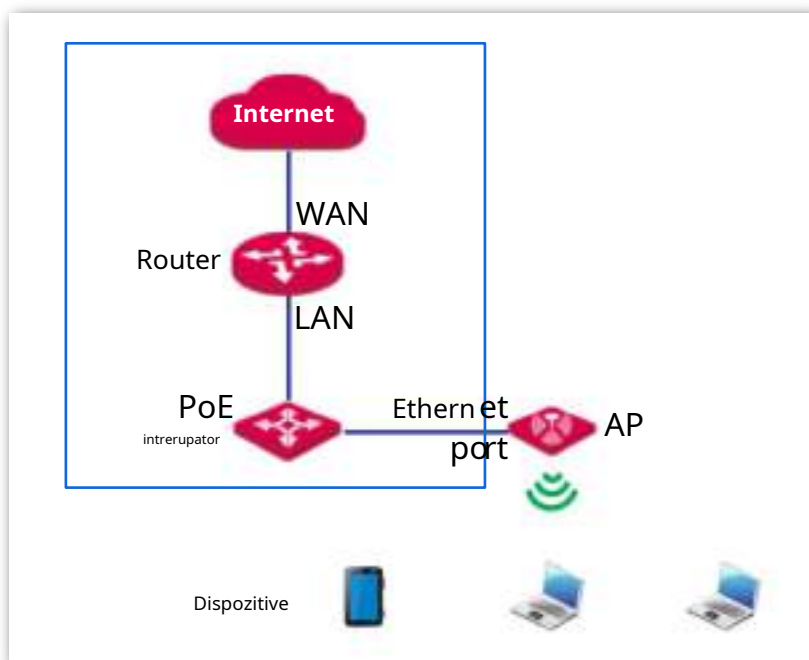 Internet
WAN
Router
LAN
PoE
intrerupator
Ethernet
port
AP
Dispozitive